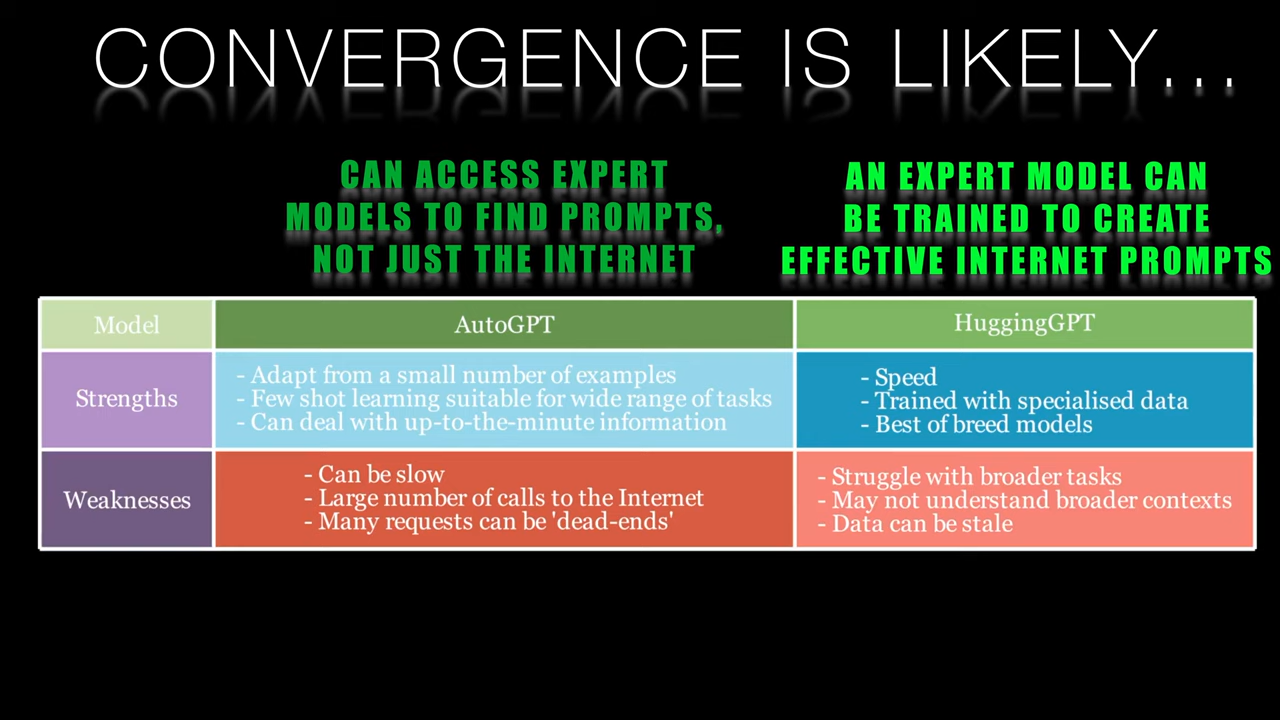 CONVERGENCE IS LIKELY...
CAN ACCESS EXPERT
MODELS TO FIND PROMPTS,
NOT JUST THE INTERNET
AN EXPERT MODEL CAN
BE TRAINED TO CREATE
EFFECTIVE INTERNET PROMPTS
Model
AutoGPT
HuggingGPT
Strengths
- Adapt from a small number of examples
- Few shot learning suitable for wide range of tasks
- Can deal with up-to-the-minute information
- Speed
- Trained with specialised data
- Best of breed models
Weaknesses
- Can be slow
- Large number of calls to the Internet
- Many requests can be 'dead-ends'
- Struggle with broader tasks
- May not understand broader contexts
- Data can be stale